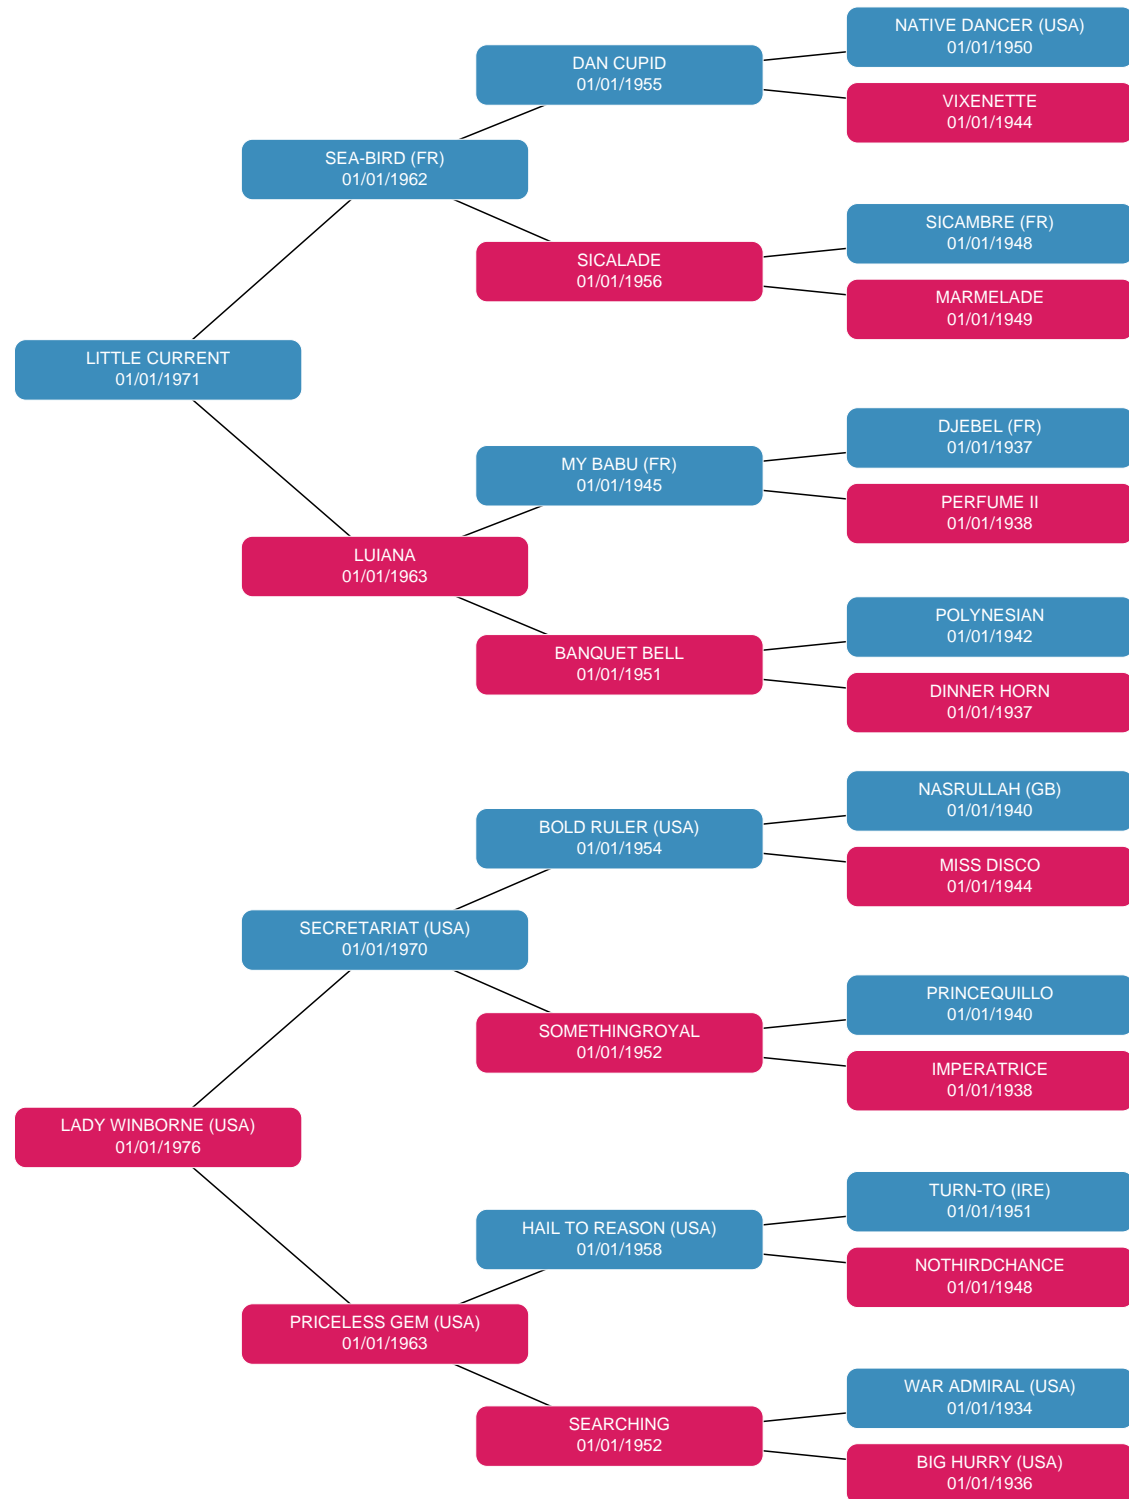 NATIVE DANCER (USA)
01/01/1950
DAN CUPID
01/01/1955
VIXENETTE
01/01/1944
SEA-BIRD (FR)
01/01/1962
SICAMBRE (FR)
01/01/1948
SICALADE
01/01/1956
MARMELADE
01/01/1949
LITTLE CURRENT
01/01/1971
DJEBEL (FR)
01/01/1937
MY BABU (FR)
01/01/1945
PERFUME II
01/01/1938
LUIANA
01/01/1963
POLYNESIAN
01/01/1942
BANQUET BELL
01/01/1951
DINNER HORN
01/01/1937
NASRULLAH (GB)
01/01/1940
BOLD RULER (USA)
01/01/1954
MISS DISCO
01/01/1944
SECRETARIAT (USA)
01/01/1970
PRINCEQUILLO
01/01/1940
SOMETHINGROYAL
01/01/1952
IMPERATRICE
01/01/1938
LADY WINBORNE (USA)
01/01/1976
TURN-TO (IRE)
01/01/1951
HAIL TO REASON (USA)
01/01/1958
NOTHIRDCHANCE
01/01/1948
PRICELESS GEM (USA)
01/01/1963
WAR ADMIRAL (USA)
01/01/1934
SEARCHING
01/01/1952
BIG HURRY (USA)
01/01/1936